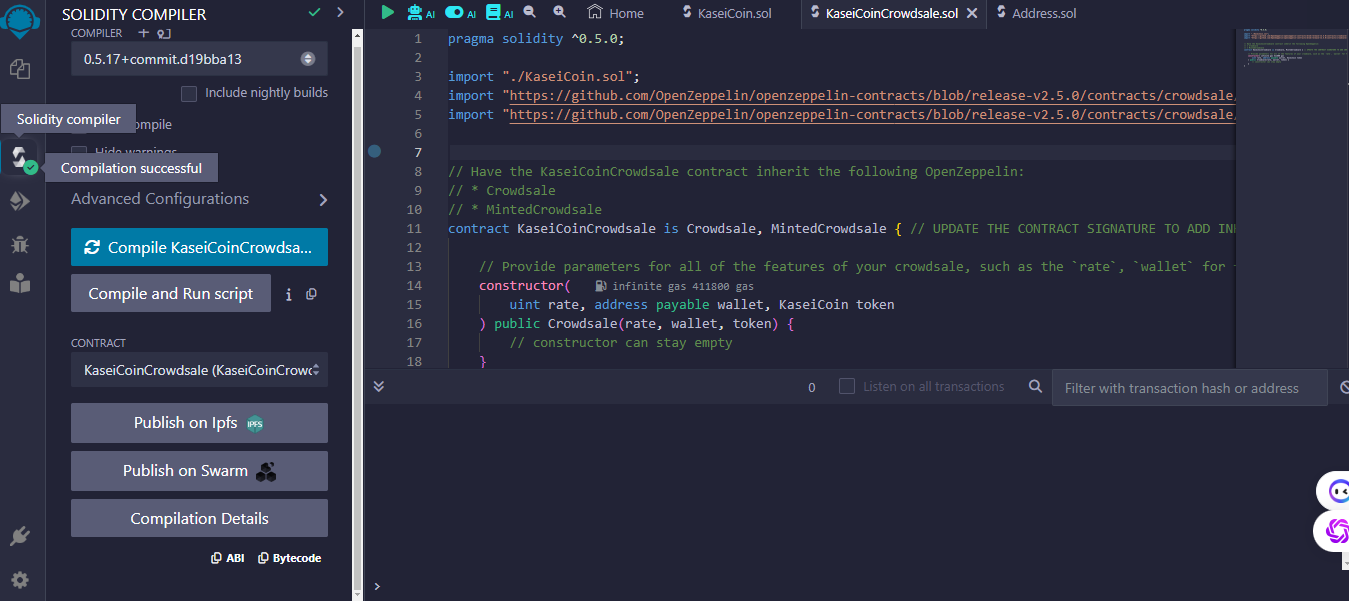 SOLIDITY COMPILER
COMPILER
0.5.17+commit.d19bba13
Include nightly builds
Solidity compiler
compile
Hide warnings
Compilation successful
Advanced Configurations
Compile KaseiCoinCrowdsa...
Compile and Run script
CONTRACT
KaseiCoinCrowdsale (KaseiCoinCrowd
Publish on Ipfs
IPFS
Publish on Swarm
Compilation Details
ABI Bytecode
AI AI AI Home KaseiCoin.sol KaseiCoinCrowdsale.sol Address.sol
1 pragma solidity ^0.5.0;
2
3 import "./KaseiCoin.sol";
4 import "https://github.com/OpenZeppelin/openzeppelin-contracts/blob/release-v2.5.0/contracts/crowdsale/
5 import "https://github.com/OpenZeppelin/openzeppelin-contracts/blob/release-v2.5.0/contracts/crowdsale/
6
7
8 // Have the KaseiCoinCrowdsale contract inherit the following OpenZeppelin:
9 // * Crowdsale
10 // * MintedCrowdsale
11 contract KaseiCoinCrowdsale is Crowdsale, MintedCrowdsale { // UPDATE THE CONTRACT SIGNATURE TO ADD IN
12
13 // Provide parameters for all of the features of your crowdsale, such as the `rate`, `wallet` for
14 constructor( infinite gas 411800 gas
15 uint rate, address payable wallet, KaseiCoin token
16 ) public Crowdsale(rate, wallet, token) {
17 // constructor can stay empty
18 }
0 Listen on all transactions Filter with transaction hash or address
>